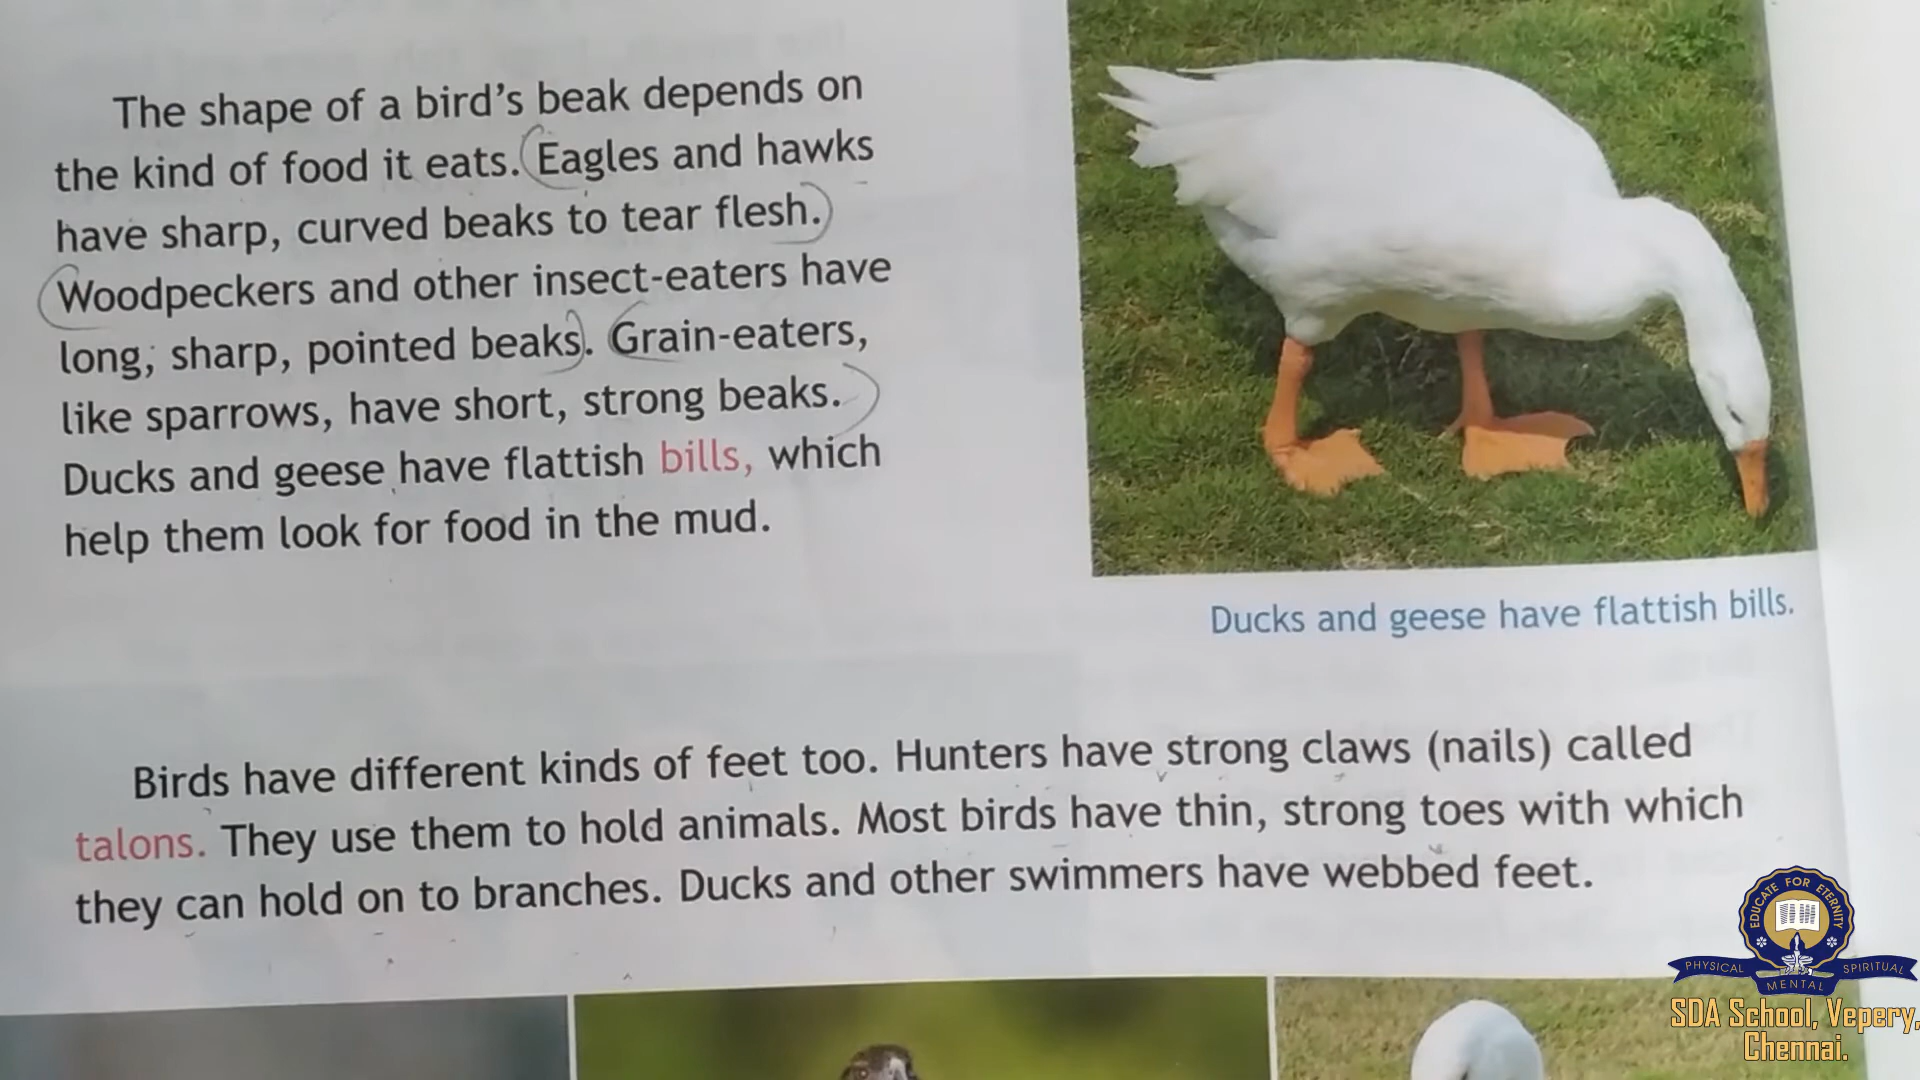 The shape of a bird's beak depends on
the kind of food it eats. Eagles and hawks
have sharp, curved beaks to tear flesh.
Woodpeckers and other insect-eaters have
long, sharp, pointed beaks. Grain-eaters,
like sparrows, have short, strong beaks.
Ducks and geese have flattish bills, which
help them look for food in the mud.
Ducks and geese have flattish bills.
Birds have different kinds of feet too. Hunters have strong claws (nails) called
talons. They use them to hold animals. Most birds have thin, strong toes with which
they can hold on to branches. Ducks and other swimmers have webbed feet.
EDUCATE FOR ETERNITY
PHYSICAL MENTAL SPIRITUAL
SDA School, Vepery,
Chennai.